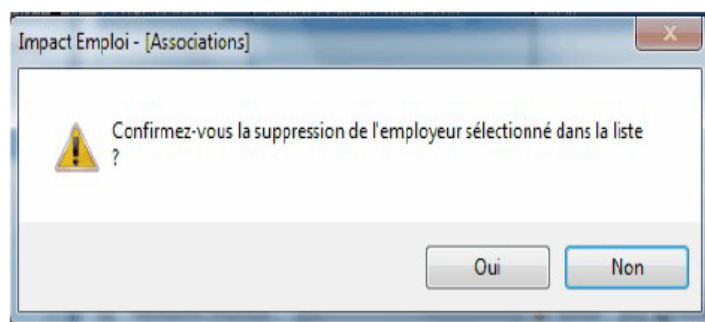 Impact Emploi - [Associations]
Confirmez-vous la suppression de l'employeur sélectionné dans la liste
?
Oui Non